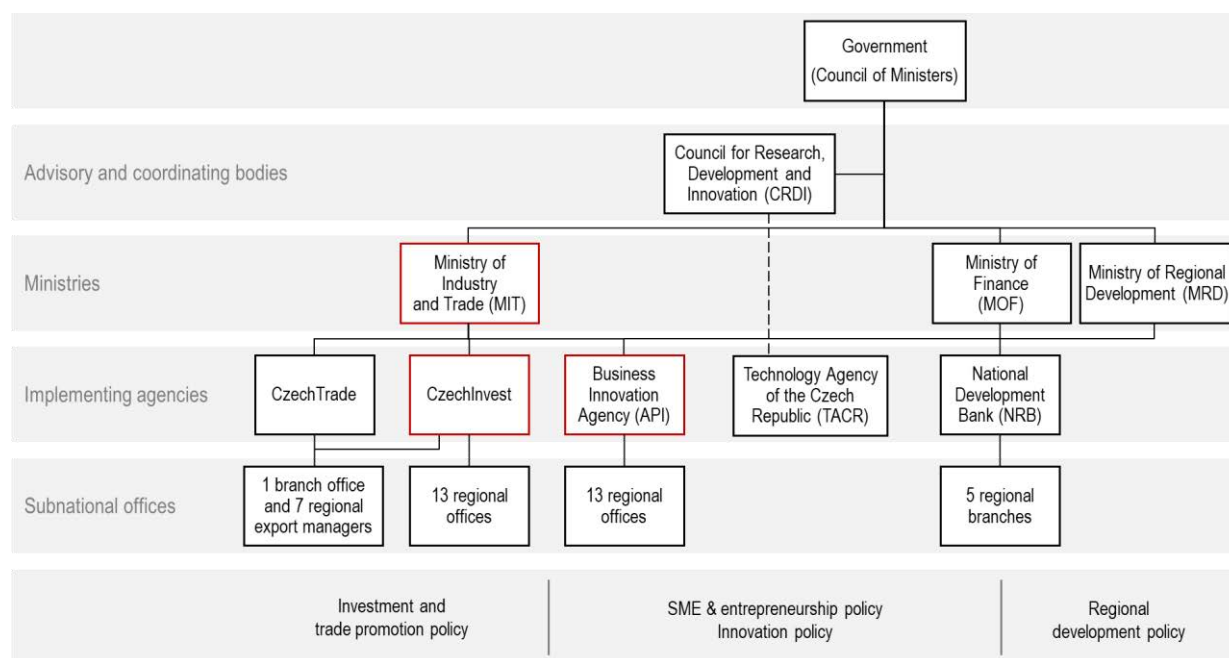 Government
(Council of Ministers)
Advisory and coordinating bodies
Council for Research,
Development and
Innovation (CRDI)
Ministries
Ministry of
Industry
and Trade (MIT)
Ministry of
Finance
(MOF)
Ministry of Regional
Development (MRD)
Implementing agencies
CzechTrade
CzechInvest
Business
Innovation
Agency (API)
Technology Agency
of the Czech
Republic (TACR)
National
Development
Bank (NRB)
Subnational offices
1 branch office
and 7 regional
export managers
13 regional
offices
13 regional
offices
5 regional
branches
Investment and
trade promotion policy
SME & entrepreneurship policy
Innovation policy
Regional
development policy